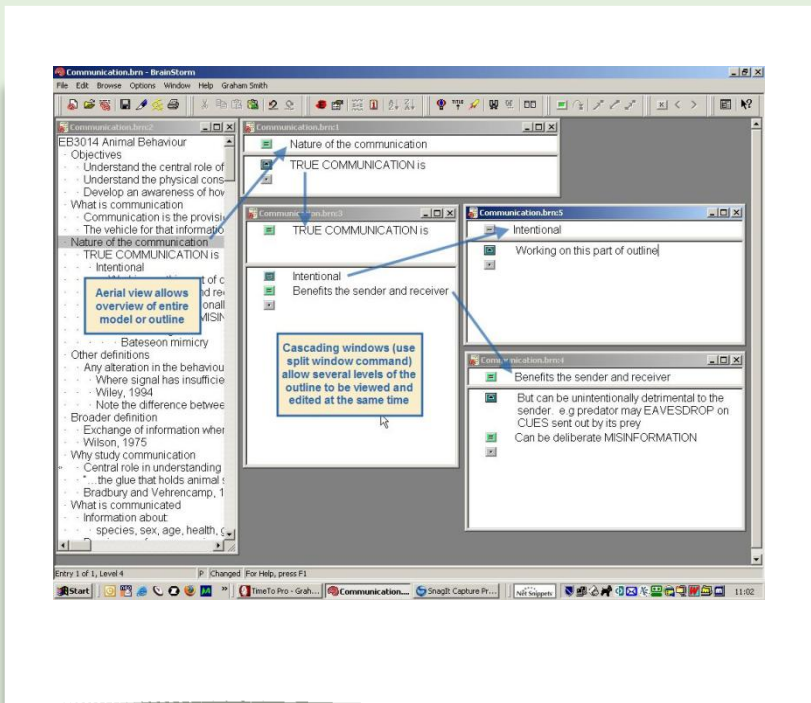 Communication.brn - BrainStorm
File Edit Browse Options Window Help Graham Smith
Communication.brn:2
EB3014 Animal Behaviour
Objectives
Understand the central role of
Understand the physical cons
Develop an awareness of how
What is communication
Communication is the provisi
The vehicle for that informatio
Nature of the communication
TRUE COMMUNICATION is
Intentional
Aerial view allows
overview of entire
model or outline
Bateseon mimicry
Other definitions
Any alteration in the behaviou
Where signal has insufficie
Wiley, 1994
Note the difference betwee
Broader definition
Exchange of information when
Wilson, 1975
Why study communication
Central role in understanding
"...the glue that holds animal s
Bradbury and Vehrencamp, 1
What is communicated
Information about:
species, sex, age, health, g
Communication.brn:1
Nature of the communication
TRUE COMMUNICATION is
Communication.brn:3
TRUE COMMUNICATION is
Intentional
Benefits the sender and receiver
Cascading windows (use
split window command)
allow several levels of the
outline to be viewed and
edited at the same time
Communication.brn:5
Intentional
Working on this part of outline
Communication.brn:4
Benefits the sender and receiver
But can be unintentionally detrimental to the
sender. e.g predator may EAVESDROP on
CUES sent out by its prey
Can be deliberate MISINFORMATION
Entry 1 of 1, Level 4 P Changed For Help, press F1
Start TimeTo Pro - Grah... Communication.... SnagIt Capture Pr... Net Snippets 11:02